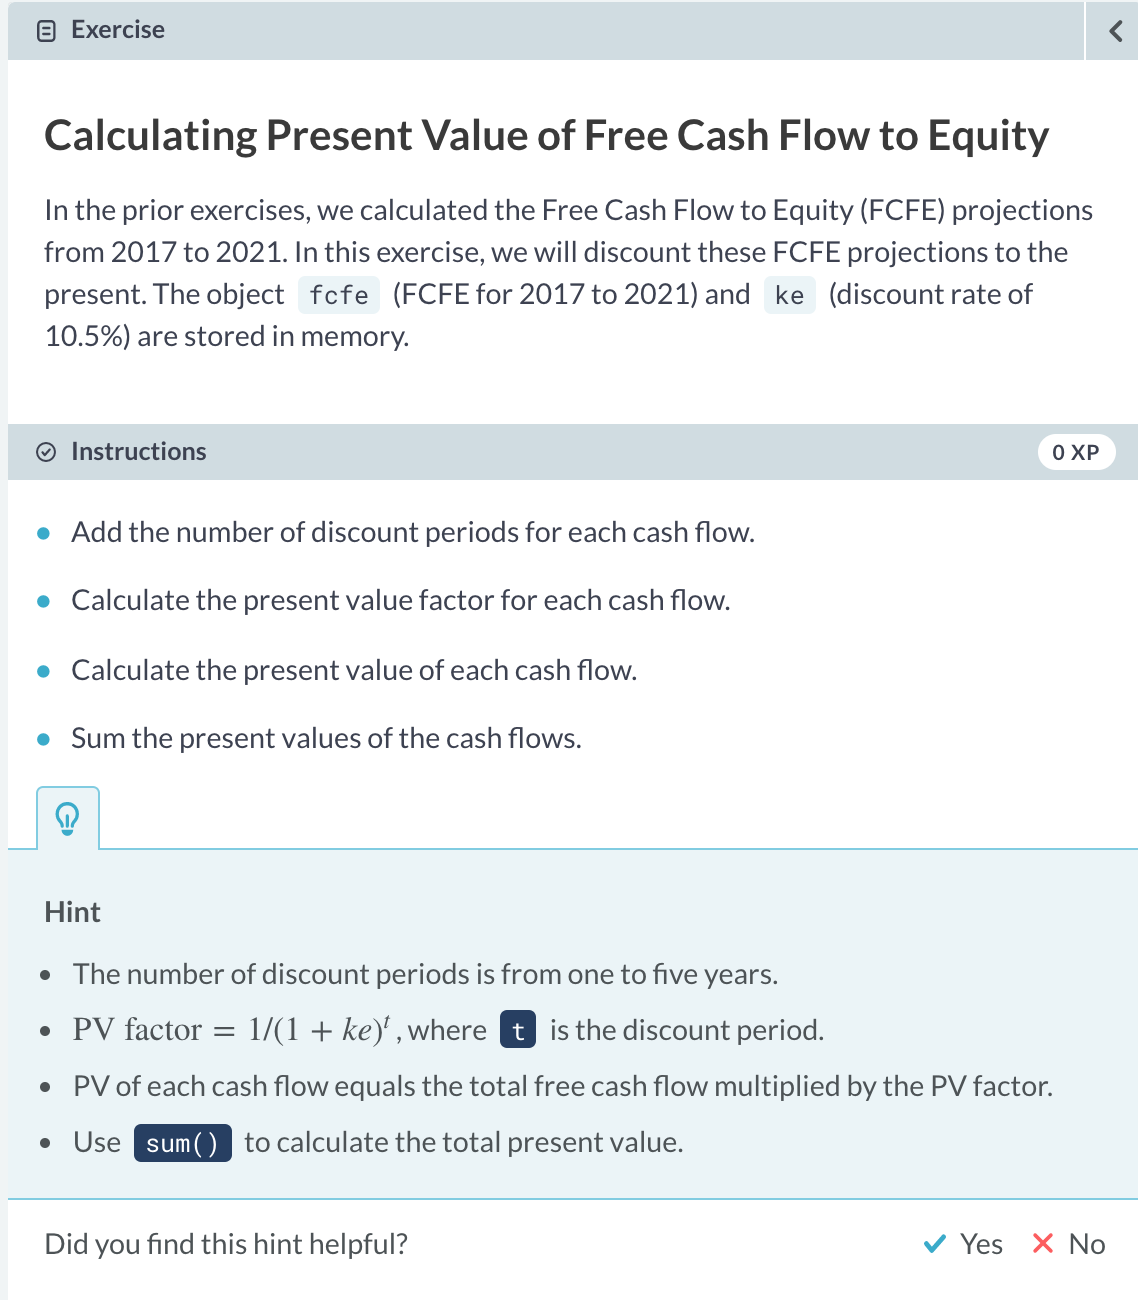 Exercise
Calculating Present Value of Free Cash Flow to Equity
In the prior exercises, we calculated the Free Cash Flow to Equity (FCFE) projections
from 2017 to 2021. In this exercise, we will discount these FCFE projections to the
present. The object fcfe (FCFE for 2017 to 2021) and ke (discount rate of
10.5%) are stored in memory.
Instructions
0 XP
Add the number of discount periods for each cash flow.
Calculate the present value factor for each cash flow.
Calculate the present value of each cash flow.
Sum the present values of the cash flows.
Hint
The number of discount periods is from one to five years.
PV factor = 1/(1 + ke)^t, where t is the discount period.
PV of each cash flow equals the total free cash flow multiplied by the PV factor.
Use sum() to calculate the total present value.
Did you find this hint helpful?
Yes
No